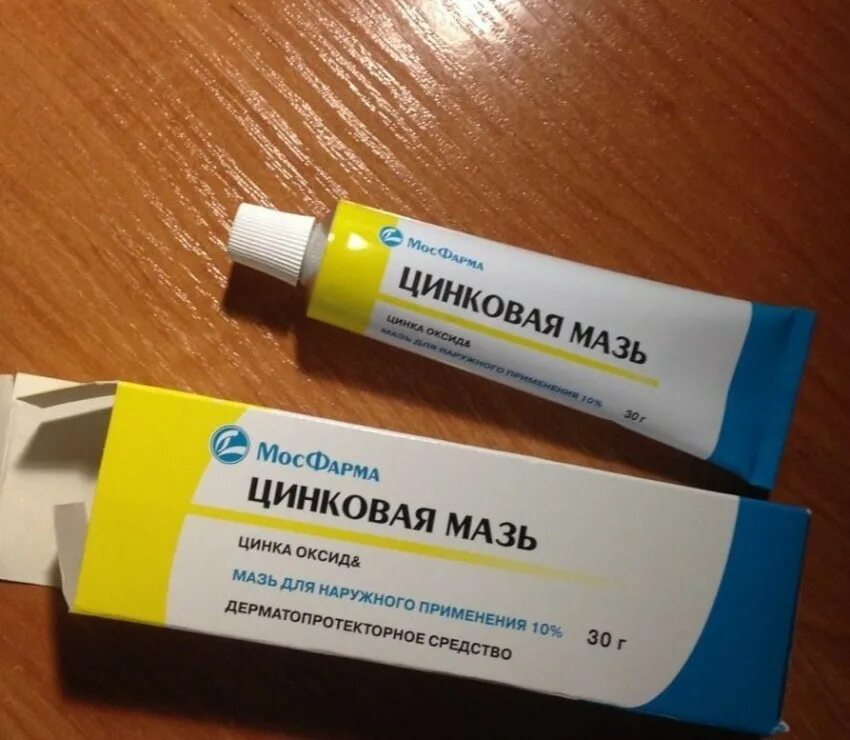 МосФарма
ЦИНКОВАЯ МАЗЬ
ЦИНКА ОКСИД&
МАЗЬ ДЛЯ НАРУЖНОГО ПРИМЕНЕНИЯ 10%
30 г
МосФарма
ЦИНКОВАЯ МАЗЬ
ЦИНКА ОКСИД&
МАЗЬ ДЛЯ НАРУЖНОГО ПРИМЕНЕНИЯ 10%
30 г
ДЕРМАТОПРОТЕКТОРНОЕ СРЕДСТВО